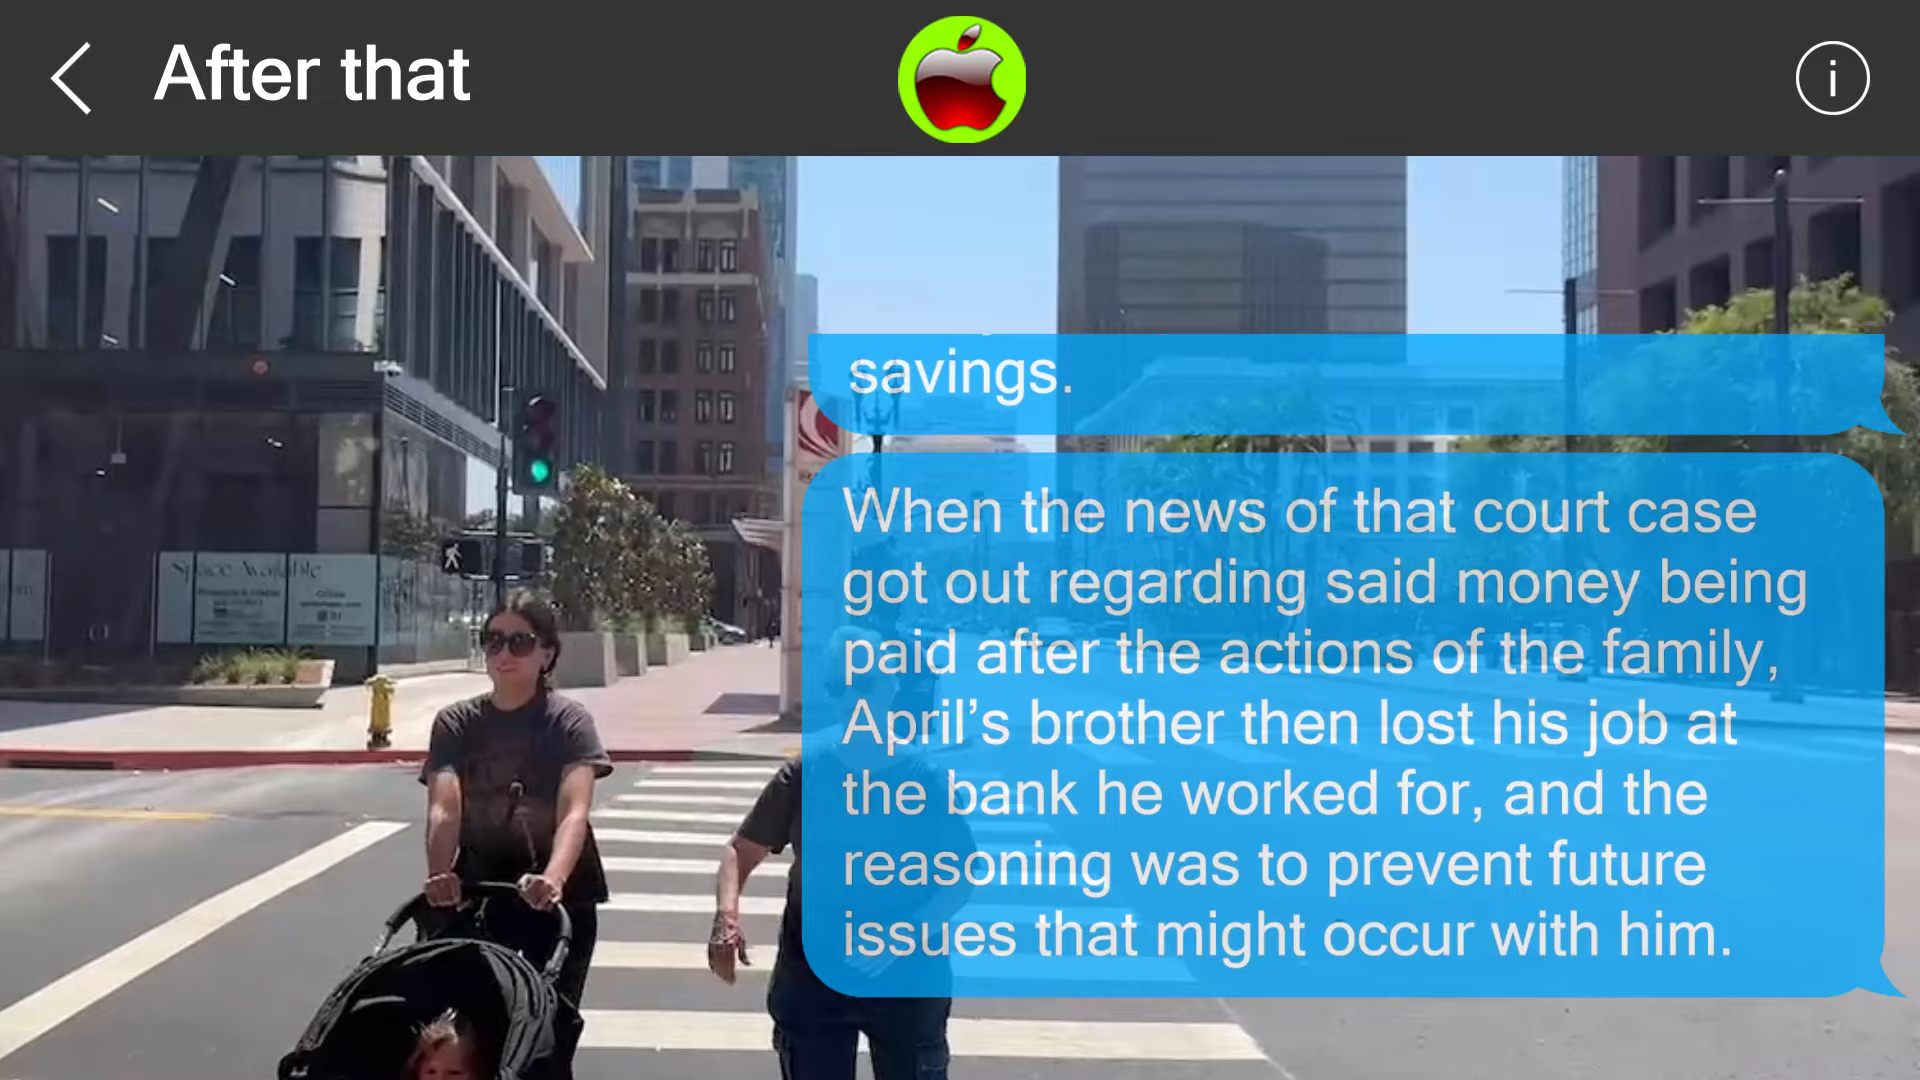 After that
savings.
When the news of that court case
got out regarding said money being
paid after the actions of the family,
April’s brother then lost his job at
the bank he worked for, and the
reasoning was to prevent future
issues that might occur with him.
Space Available